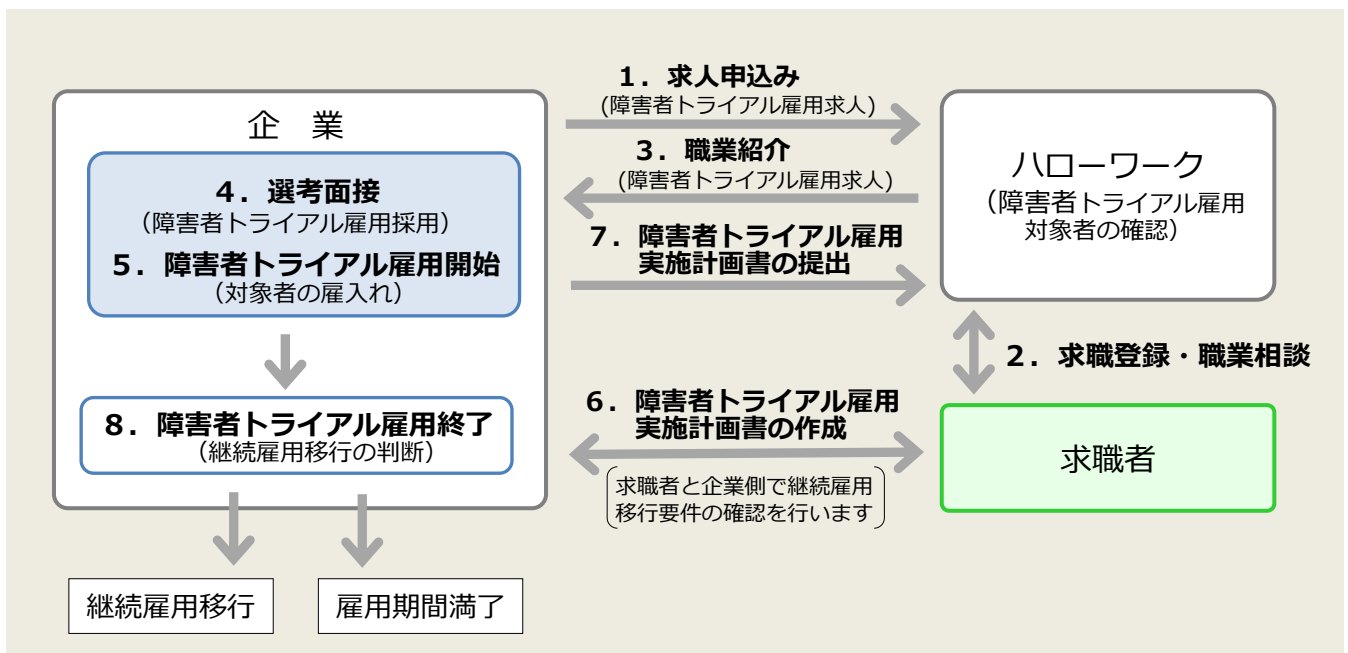 企　業
4．選考面接
（障害者トライアル雇用採用）
5．障害者トライアル雇用開始
（対象者の雇入れ）
8．障害者トライアル雇用終了
（継続雇用移行の判断）
継続雇用移行
雇用期間満了
1．求人申込み
(障害者トライアル雇用求人)
3．職業紹介
(障害者トライアル雇用求人)
7．障害者トライアル雇用
実施計画書の提出
6．障害者トライアル雇用
実施計画書の作成
求職者と企業側で継続雇用
移行要件の確認を行います
ハローワーク
（障害者トライアル雇用
対象者の確認）
2．求職登録・職業相談
求職者